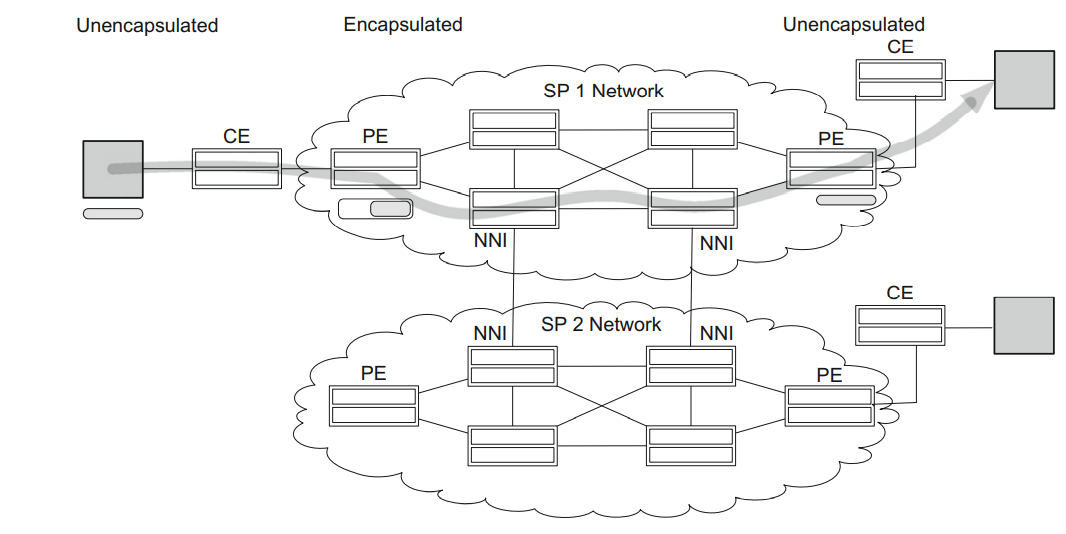 Unencapsulated
Encapsulated
Unencapsulated
CE
SP 1 Network
CE
PE
PE
NNI
NNI
CE
SP 2 Network
NNI
NNI
PE
PE